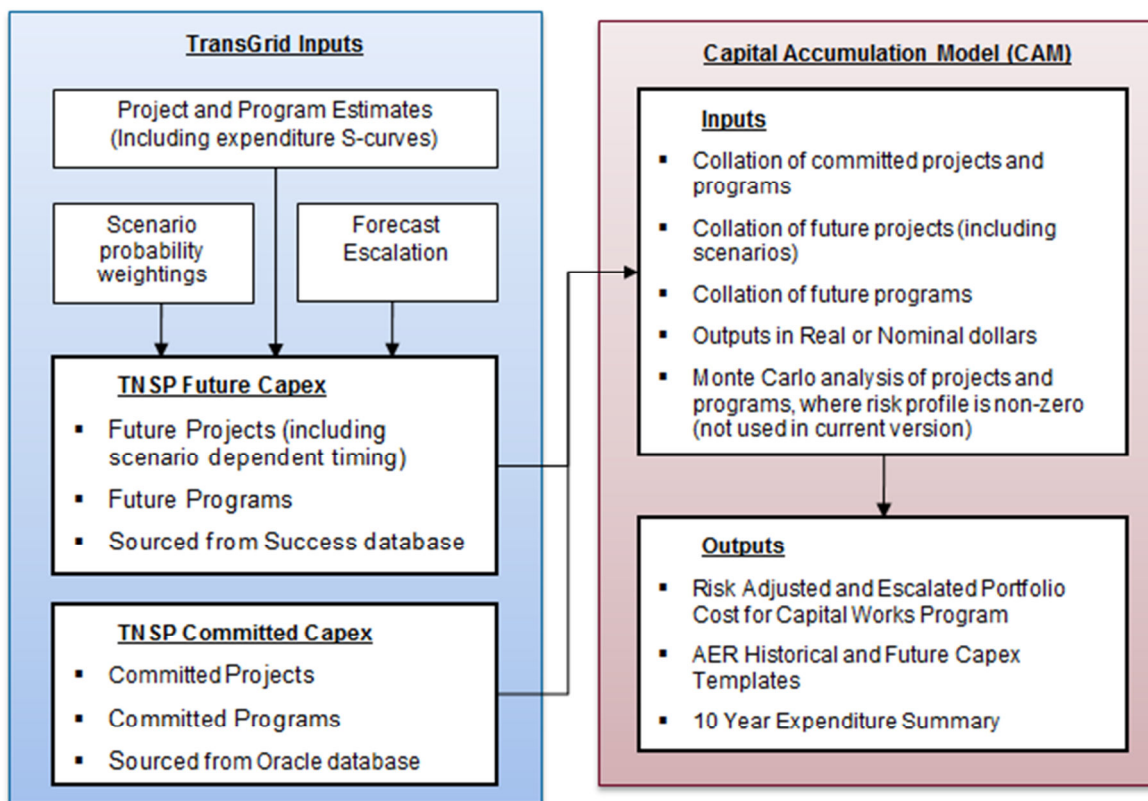 TransGrid Inputs
Project and Program Estimates
(Including expenditure S-curves)
Scenario
probability
weightings
Forecast
Escalation
TNSP Future Capex
▪ Future Projects (including
scenario dependent timing)
▪ Future Programs
▪ Sourced from Success database
TNSP Committed Capex
▪ Committed Projects
▪ Committed Programs
▪ Sourced from Oracle database
Capital Accumulation Model (CAM)
Inputs
▪ Collation of committed projects and
programs
▪ Collation of future projects (including
scenarios)
▪ Collation of future programs
▪ Outputs in Real or Nominal dollars
▪ Monte Carlo analysis of projects and
programs, where risk profile is non-zero
(not used in current version)
Outputs
▪ Risk Adjusted and Escalated Portfolio
Cost for Capital Works Program
▪ AER Historical and Future Capex
Templates
▪ 10 Year Expenditure Summary